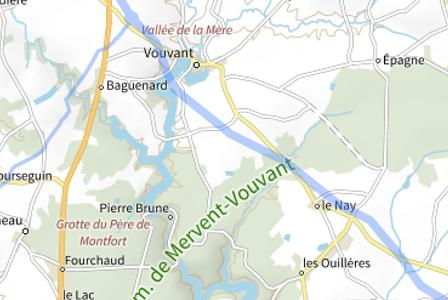 Vallée de la Mère
Vouvant
Épagne
Baguenard
ourseguin
Pierre Brune
le Nay
Grotte du Père de
Montfort
eau
m. de Mervent-Vouvant
Fourchaud
les Ouillères
le Lac